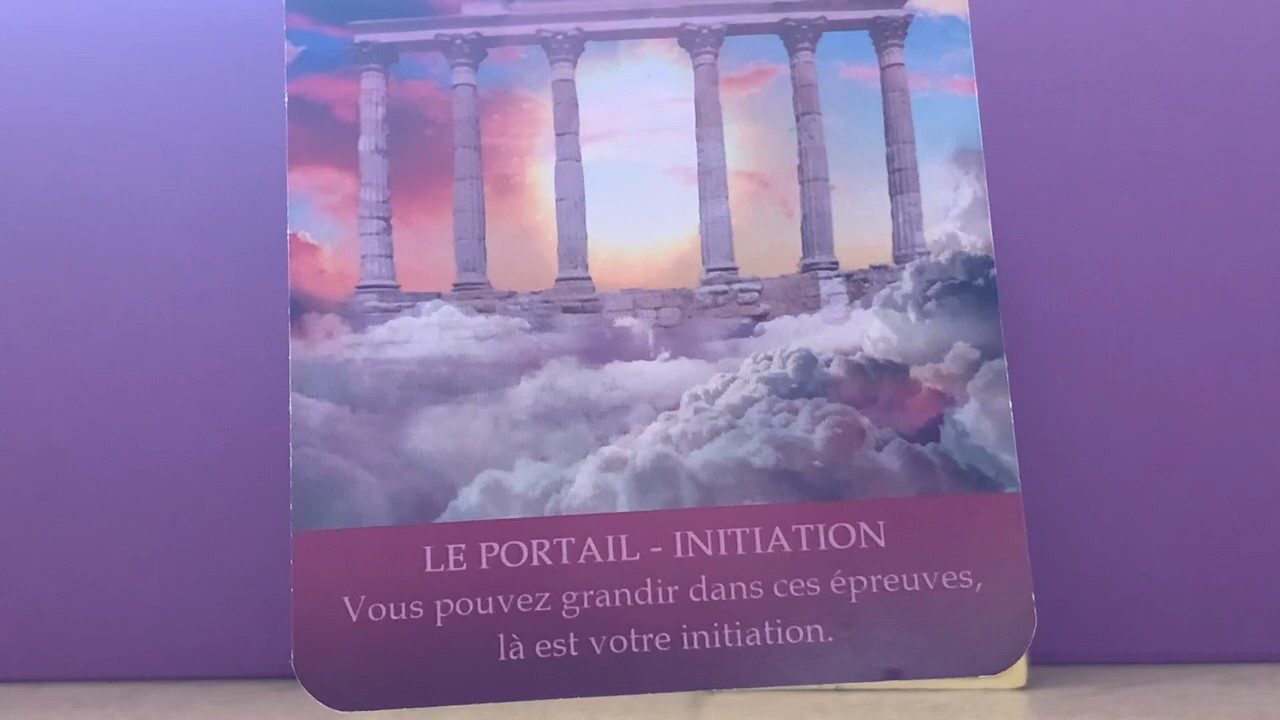 LE PORTAIL - INITIATION
Vous pouvez grandir dans ces épreuves,
là est votre initiation.